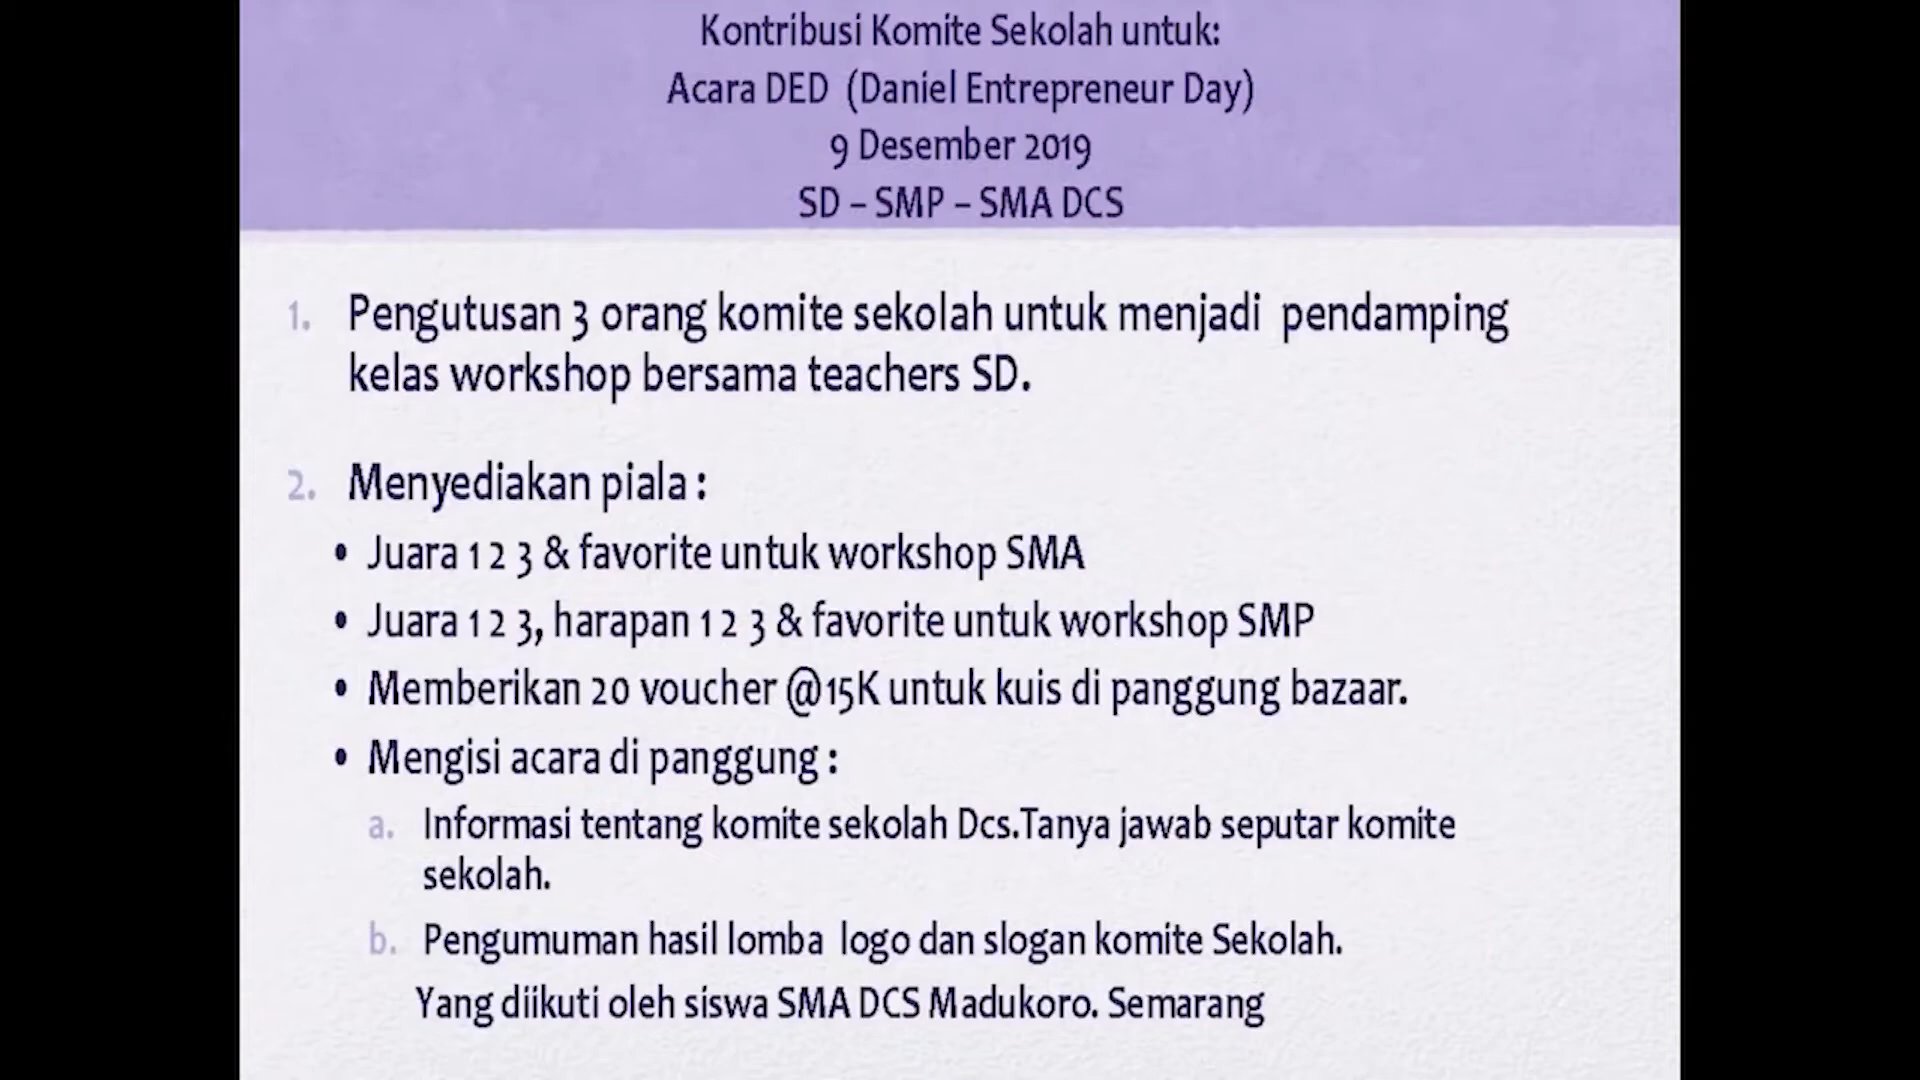 Kontribusi Komite Sekolah untuk:
Acara DED (Daniel Entrepreneur Day)
9 Desember 2019
SD – SMP – SMA DCS
1. Pengutusan 3 orang komite sekolah untuk menjadi pendamping
kelas workshop bersama teachers SD.
2. Menyediakan piala :
• Juara 1 2 3 & favorite untuk workshop SMA
• Juara 1 2 3, harapan 1 2 3 & favorite untuk workshop SMP
• Memberikan 20 voucher @15K untuk kuis di panggung bazaar.
• Mengisi acara di panggung :
a. Informasi tentang komite sekolah Dcs.Tanya jawab seputar komite
sekolah.
b. Pengumuman hasil lomba logo dan slogan komite Sekolah.
Yang diikuti oleh siswa SMA DCS Madukoro. Semarang